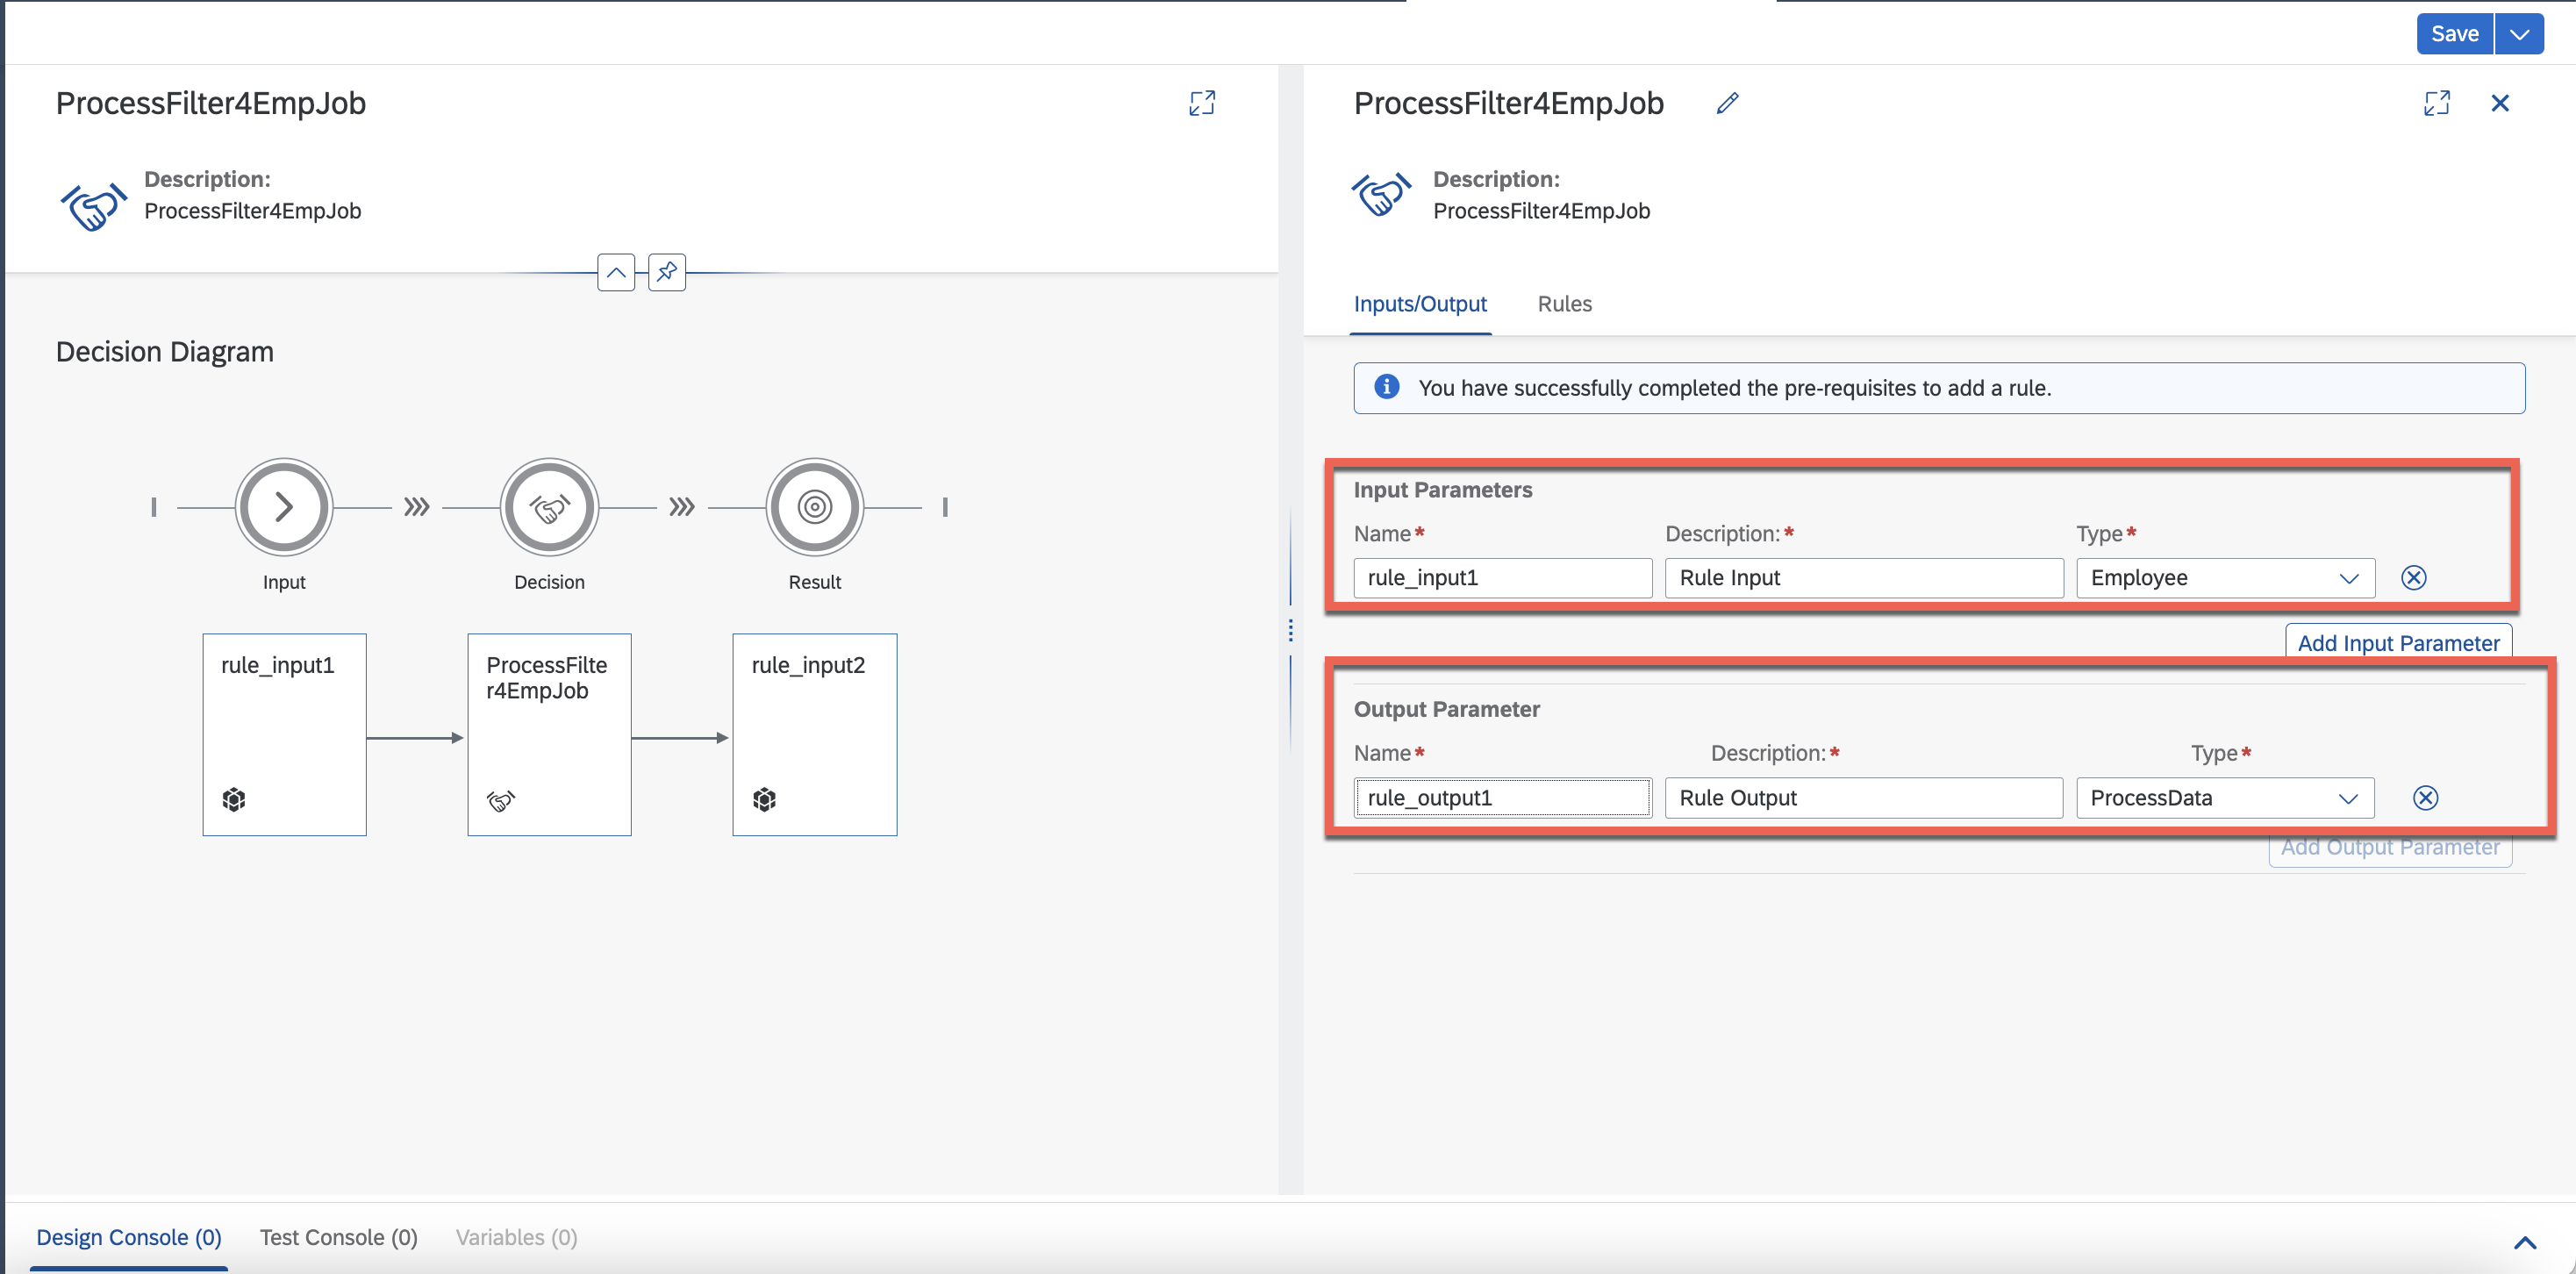 Save
ProcessFilter4EmpJob
Description:
ProcessFilter4EmpJob
Decision Diagram
Input
Decision
Result
rule_input1
ProcessFilte
r4EmpJob
rule_input2
ProcessFilter4EmpJob
Description:
ProcessFilter4EmpJob
Inputs/Output Rules
You have successfully completed the pre-requisites to add a rule.
Input Parameters
Name* Description:* Type*
rule_input1 Rule Input Employee
Add Input Parameter
Output Parameter
Name* Description:* Type*
rule_output1 Rule Output ProcessData
Add Output Parameter
Design Console (0) Test Console (0) Variables (0)